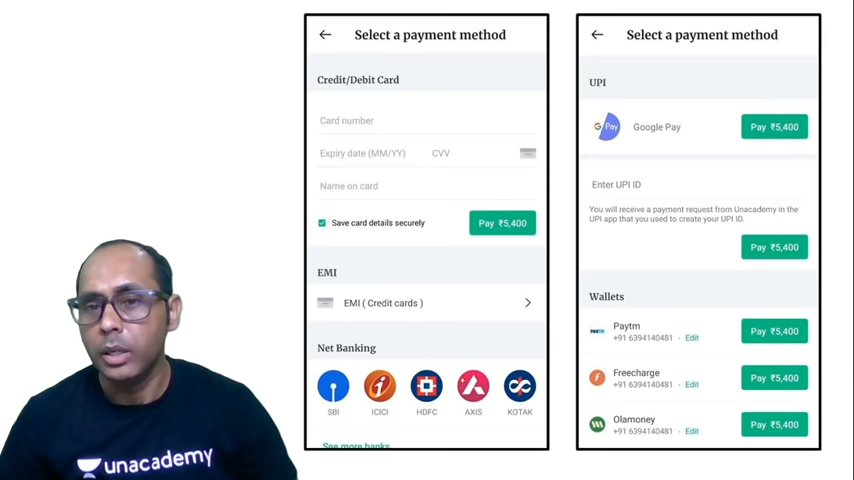 Select a payment method
Credit/Debit Card
Card number
Expiry date (MM/YY) CVV
Name on card
Save card details securely
Pay ₹5,400
EMI
EMI ( Credit cards )
Net Banking
SBI ICICI HDFC AXIS KOTAK
See more banks
Select a payment method
UPI
G Pay Google Pay Pay ₹5,400
Enter UPI ID
You will receive a payment request from Unacademy in the
UPI app that you used to create your UPI ID.
Pay ₹5,400
Wallets
Paytm
+91 6394140481 · Edit
Pay ₹5,400
Freecharge
+91 6394140481 · Edit
Pay ₹5,400
Olamoney
+91 6394140481 · Edit
Pay ₹5,400
unacademy